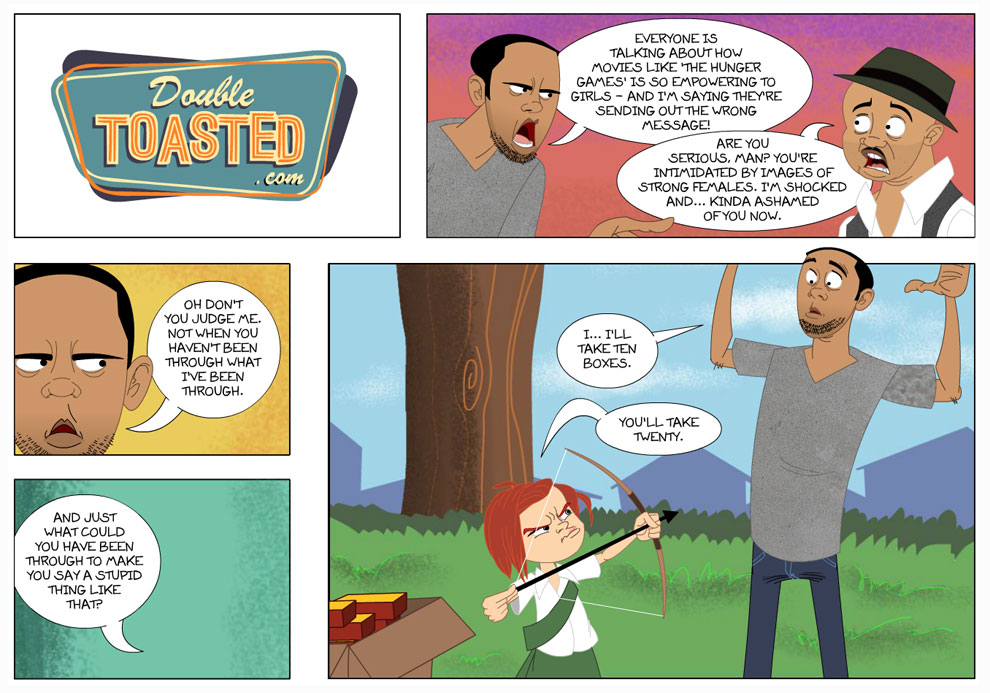 Double
TOASTED
.com
EVERYONE IS
TALKING ABOUT HOW
MOVIES LIKE 'THE HUNGER
GAMES' IS SO EMPOWERING TO
GIRLS – AND I'M SAYING THEY'RE
SENDING OUT THE WRONG
MESSAGE!
ARE YOU
SERIOUS, MAN? YOU'RE
INTIMIDATED BY IMAGES OF
STRONG FEMALES. I'M SHOCKED
AND... KINDA ASHAMED
OF YOU NOW.
OH DON'T
YOU JUDGE ME.
NOT WHEN YOU
HAVEN'T BEEN
THROUGH WHAT
I'VE BEEN
THROUGH.
AND JUST
WHAT COULD
YOU HAVE BEEN
THROUGH TO MAKE
YOU SAY A STUPID
THING LIKE
THAT?
I... I'LL
TAKE TEN
BOXES.
YOU'LL TAKE
TWENTY.